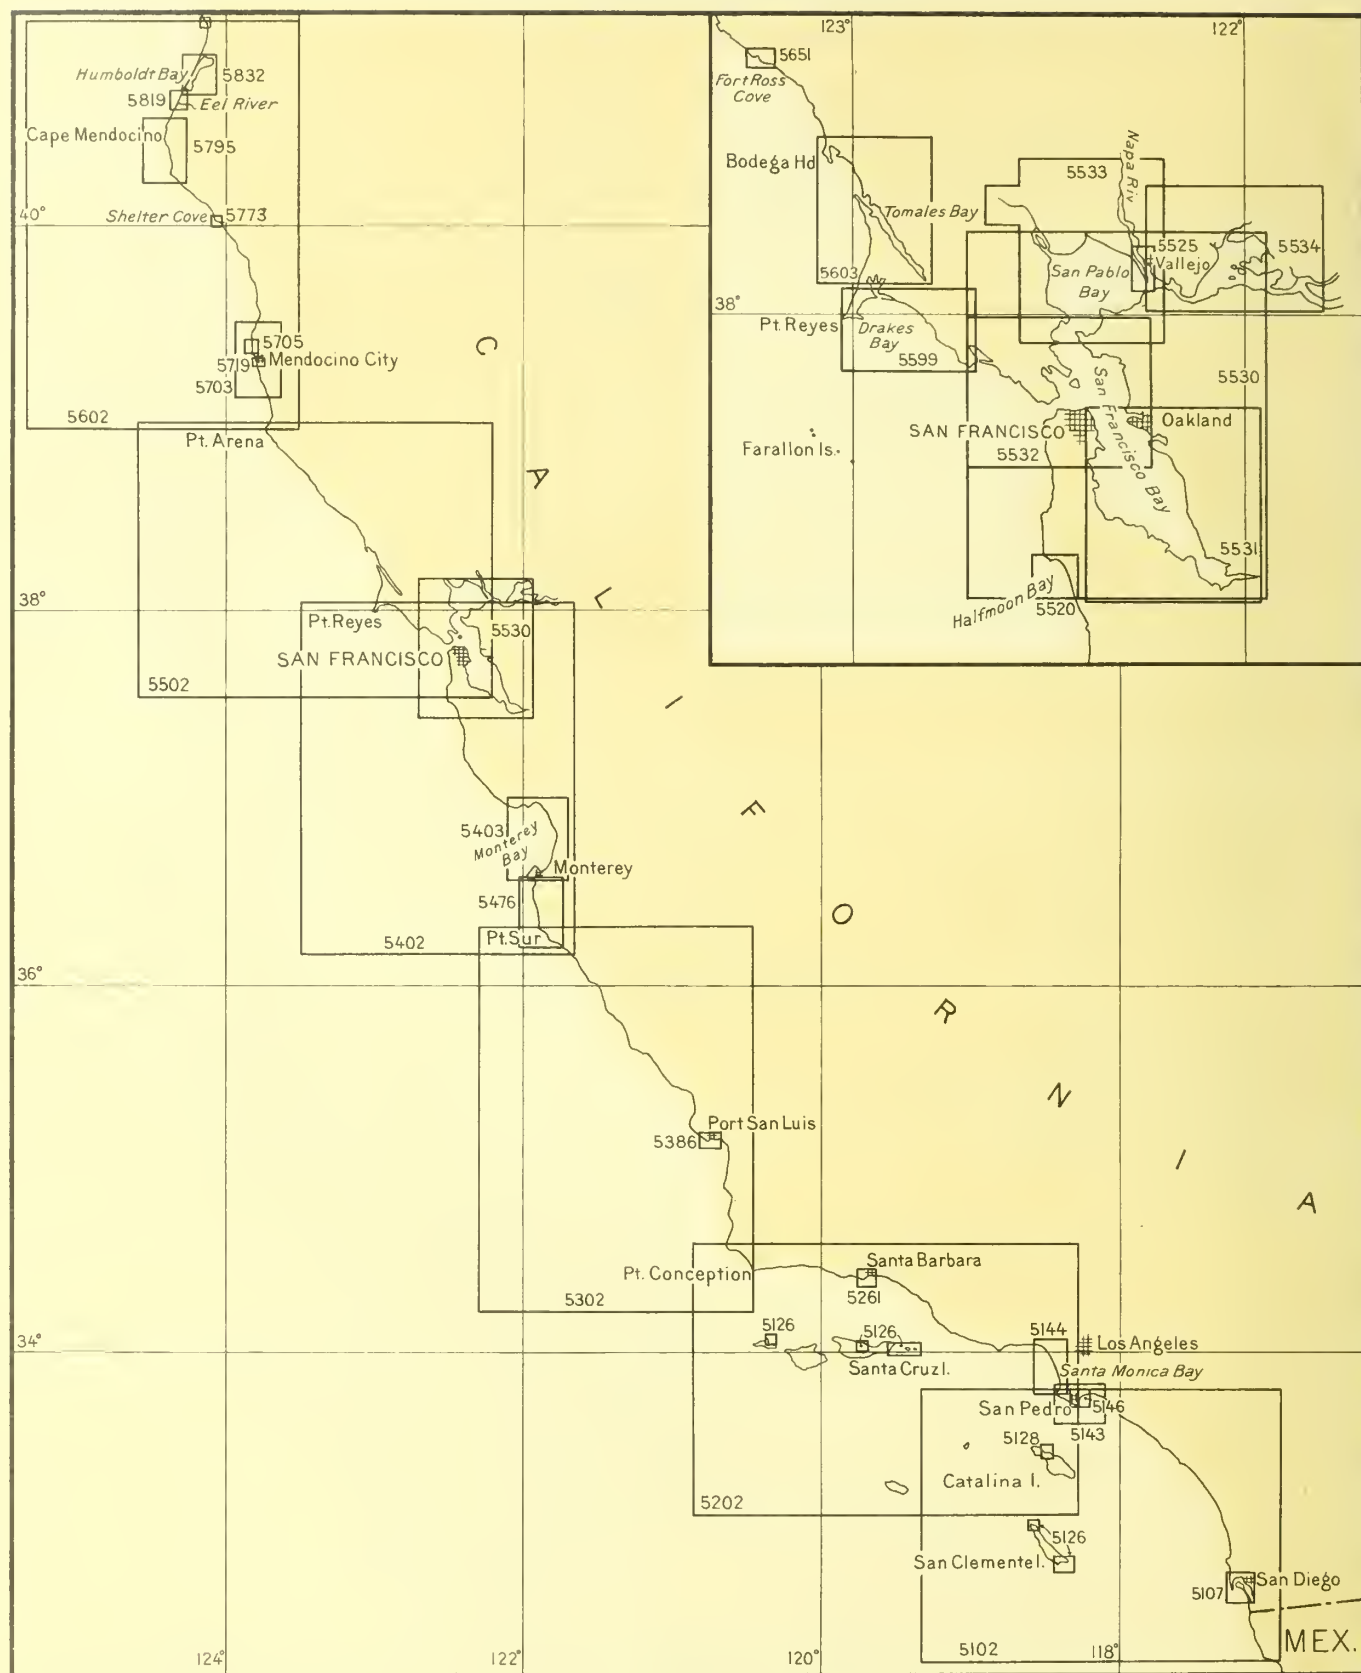 Humboldt Bay
5832
5819
Eel River
Cape Mendocino
5795
40°
Shelter Cove
5773
5705
5719
Mendocino City
5703
5602
Pt. Arena
123°
122°
5651
Fort Ross
Cove
Bodega Hd
Tomales Bay
5603
Napa Riv
5533
5525
Vallejo
5534
San Pablo
Bay
38°
Pt. Reyes
Drakes
Bay
5599
5530
San Francisco Bay
SAN FRANCISCO
5532
Oakland
Farallon Is.
5531
Halfmoon Bay
5520
CALIFORNIA
38°
Pt. Reyes
5530
SAN FRANCISCO
5502
5403
Monterey
Bay
Monterey
5476
Pt. Sur
5402
36°
Port San Luis
5386
Pt. Conception
5302
Santa Barbara
5261
34°
5126
5126
Santa Cruz I.
5144
Los Angeles
Santa Monica Bay
San Pedro
5146
5143
5128
Catalina I.
5202
5126
San Clemente I.
San Diego
5107
5102
MEX.
124°
122°
120°
118°